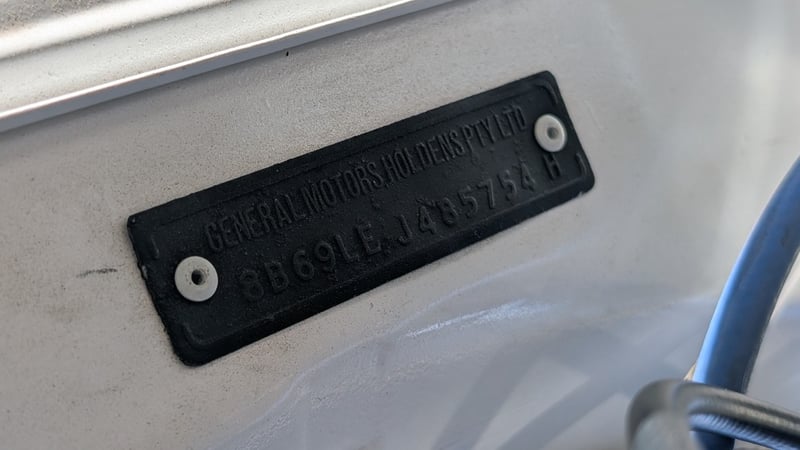 GENERAL MOTORS HOLDENS PTY LTD
8B69LE J485754 H